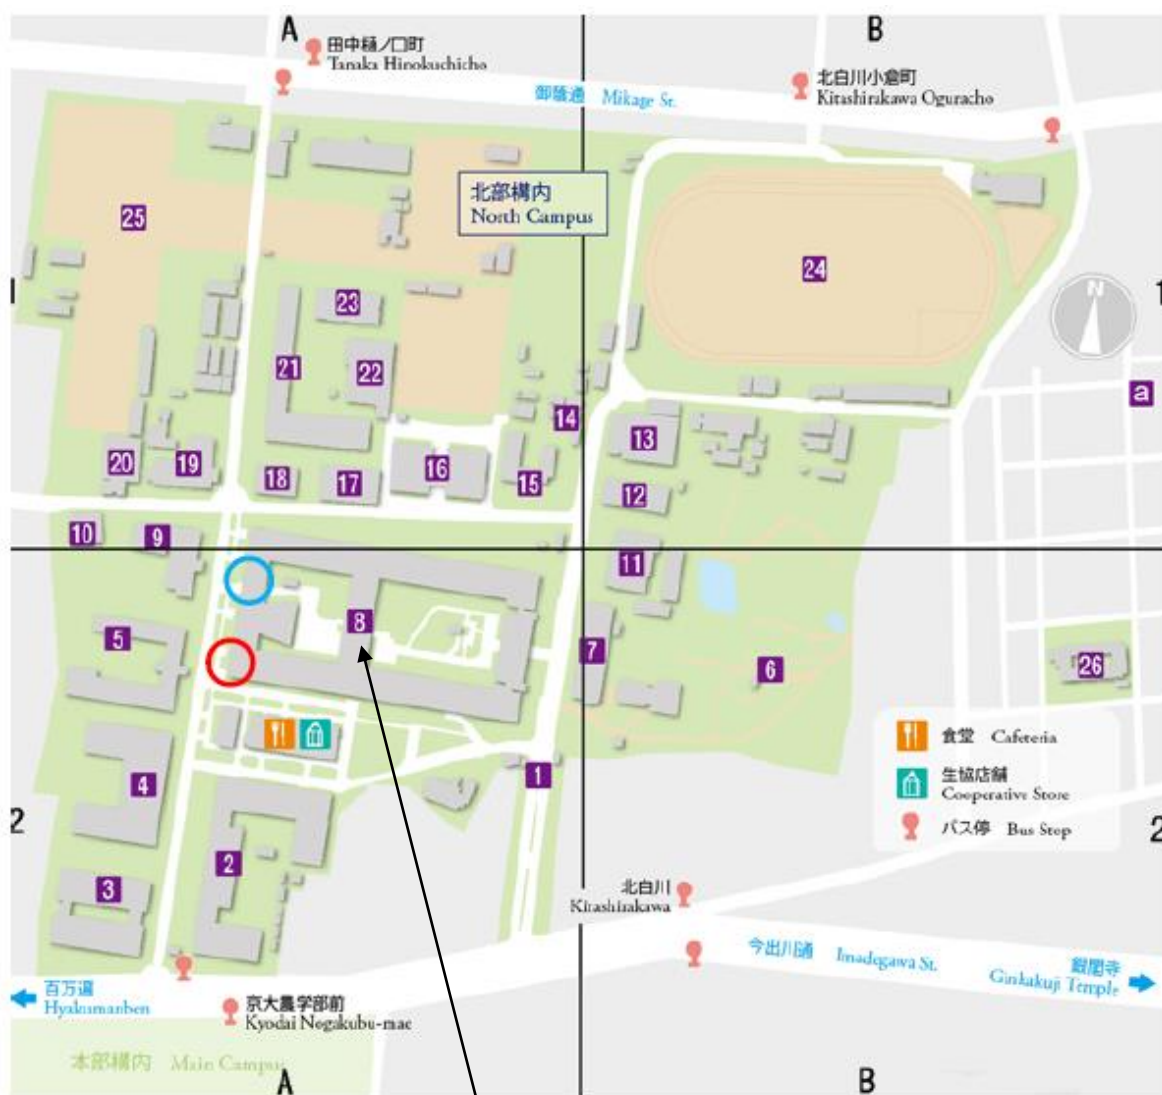 A
B
田中樋ノ口町
Tanaka Hinokuchicho
御蔭通 Mikage St.
北白川小倉町
Kitashirakawa Oguracho
北部構内
North Campus
25
24
N
1
1
23
21
22
a
14
13
20
19
18
17
16
15
12
10
9
11
8
5
7
6
26
食堂 Cafeteria
生協店舗
Cooperative Store
バス停 Bus Stop
4
1
2
2
2
3
北白川
Kitashirakawa
今出川通 Imadegawa St.
銀閣寺
Ginkakuji Temple
百万遍
Hyakumanben
京大農学部前
Kyodai Nogakubu-mae
本部構内 Main Campus
A
B